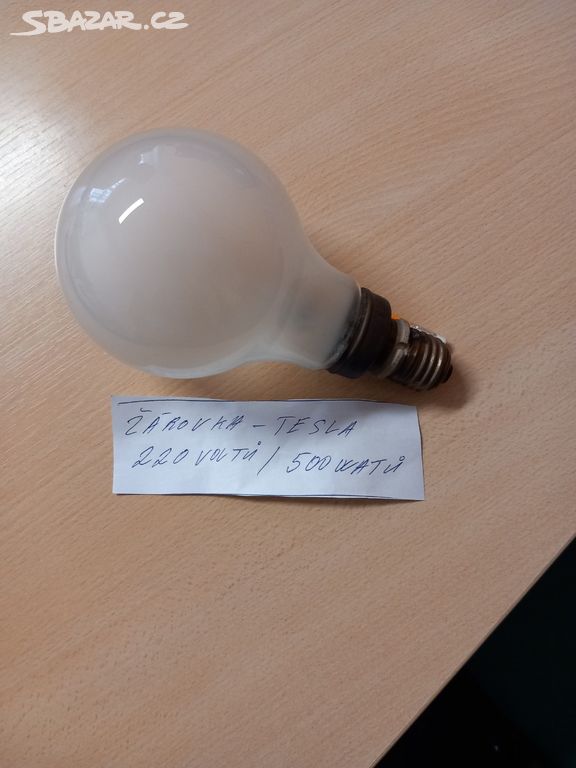 SBAZAR.CZ
ŽÁROVKA - TESLA
220 VOLTŮ / 500 WATŮ